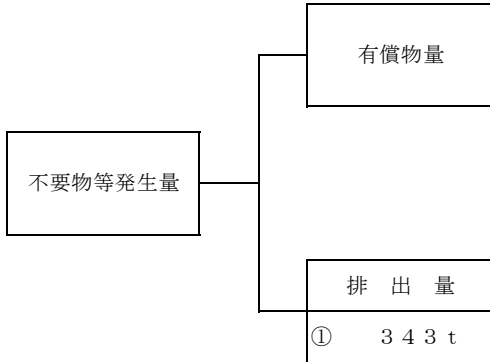 有償物量
不要物等発生量
排　出　量
①　　３４３ｔ